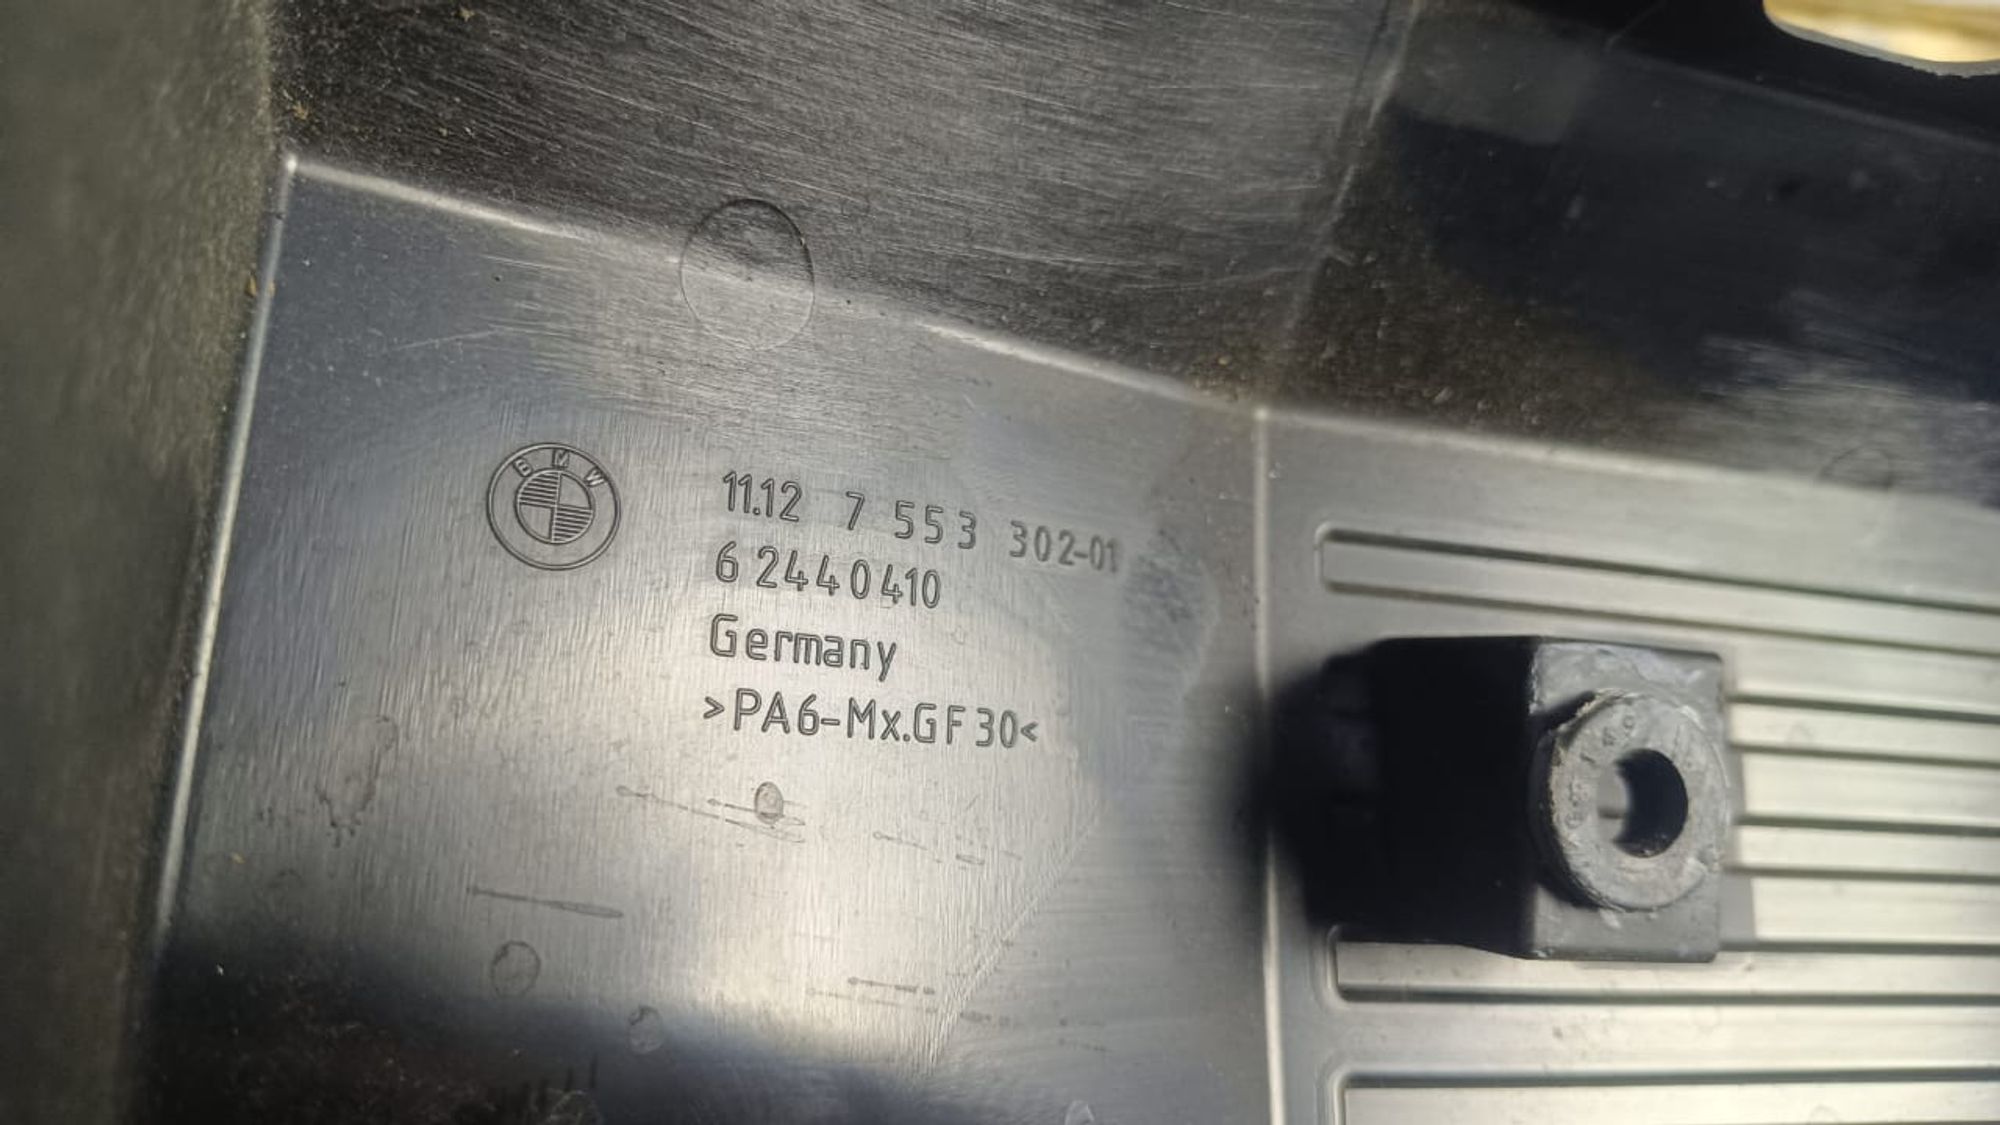 BMW
11.12 7 553 302-01
6 2440410
Germany
>PA6-Mx.GF30<